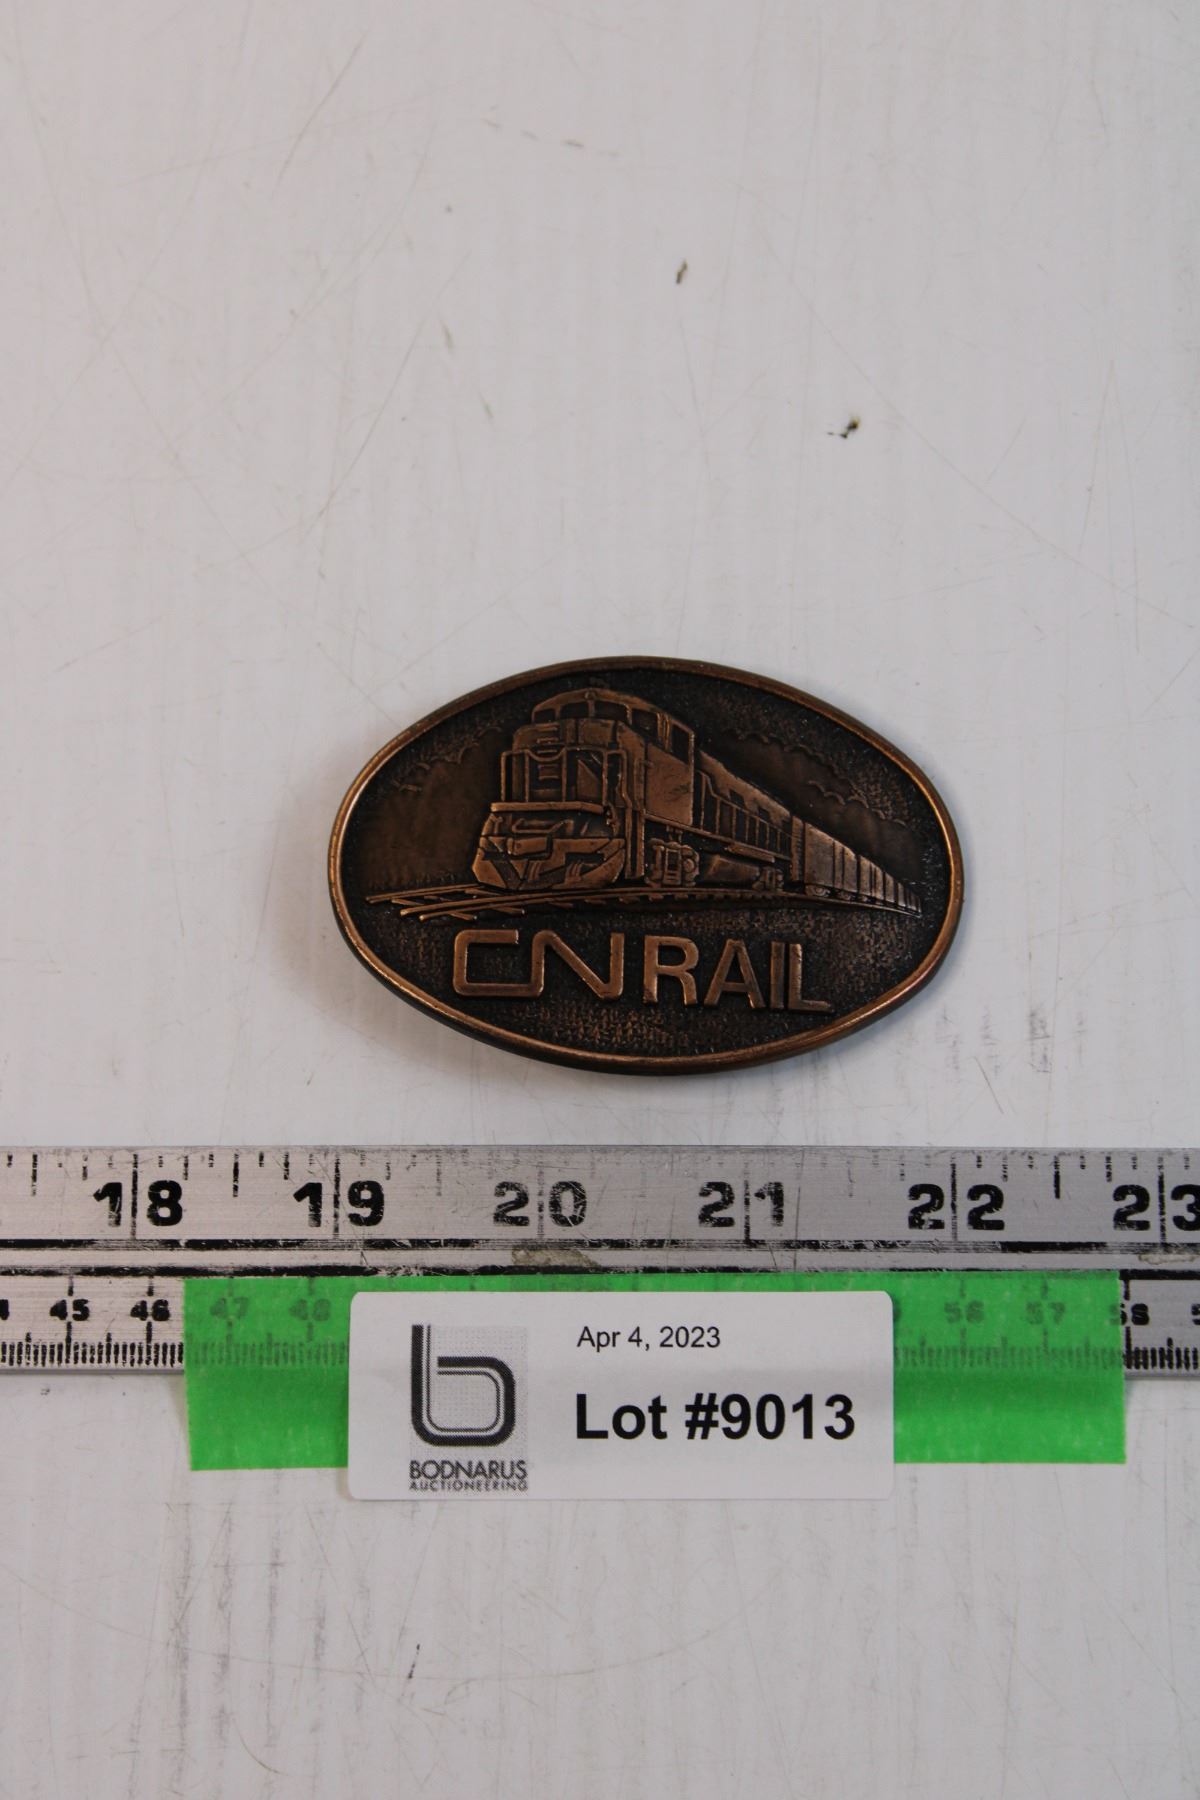 CN RAIL
18 19 20 21 22 23
45 46 47 48 56 57 58
Apr 4, 2023
Lot #9013
BODNARUS
AUCTIONEERING